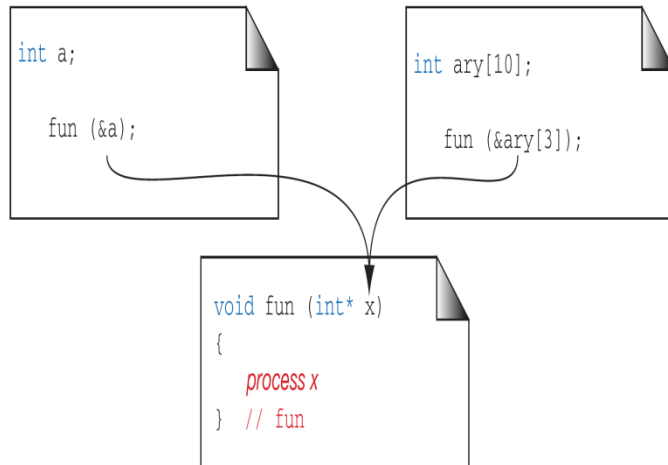 int a;
fun (&a);
int ary[10];
fun (&ary[3]);
void fun (int* x)
{
process x
} // fun